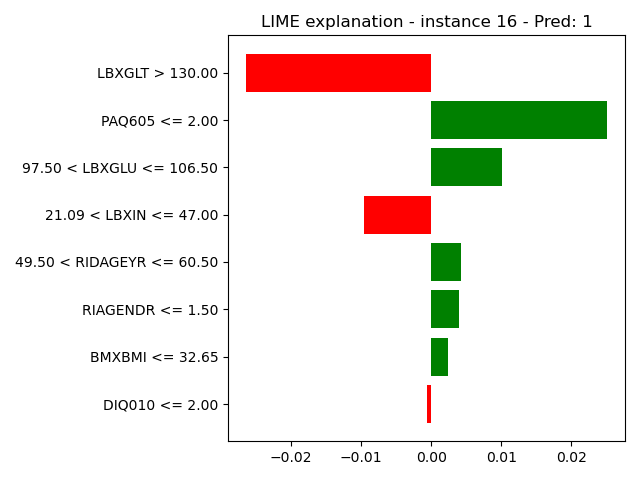 LIME explanation - instance 16 - Pred: 1
LBXGLT > 130.00
PAQ605 <= 2.00
97.50 < LBXGLU <= 106.50
21.09 < LBXIN <= 47.00
49.50 < RIDAGEYR <= 60.50
RIAGENDR <= 1.50
BMXBMI <= 32.65
DIQ010 <= 2.00
−0.02 −0.01 0.00 0.01 0.02